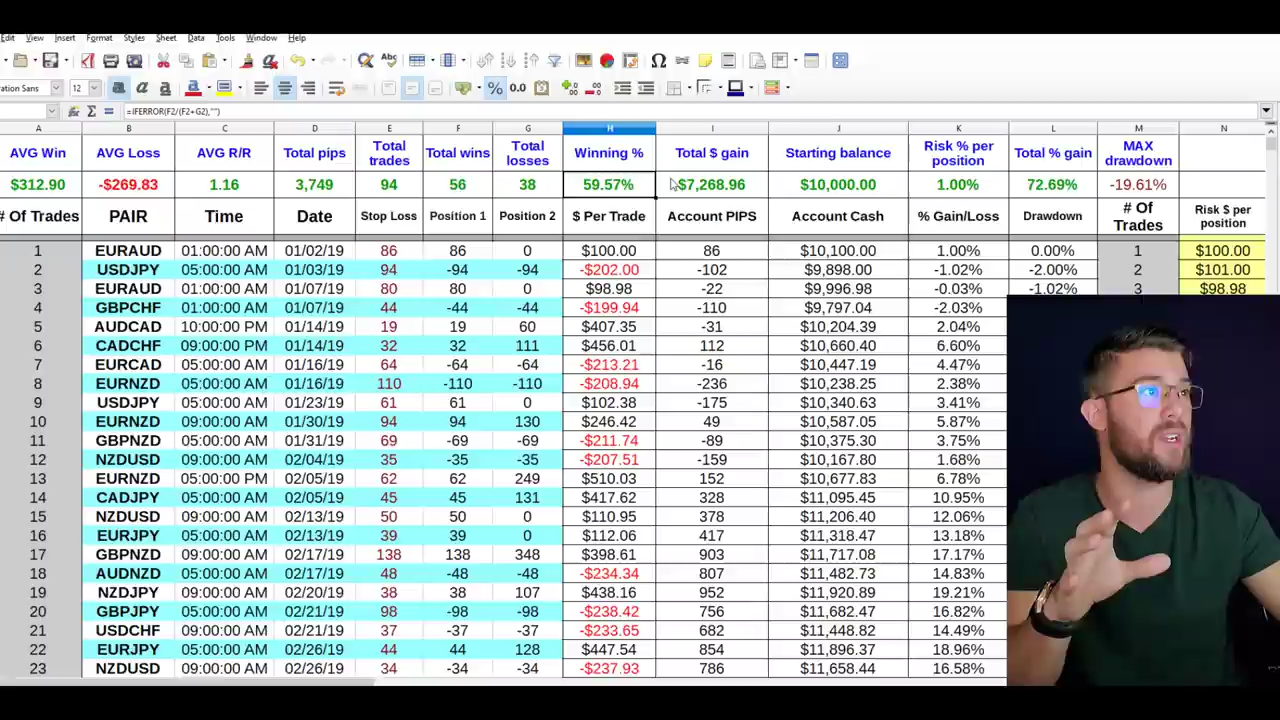 Edit View Insert Format Styles Sheet Data Tools Window Help
ration Sans 12
=IFERROR(F2/(F2+G2),"")
A B C D E F G H I J K L M N
AVG Win AVG Loss AVG R/R Total pips Total trades Total wins Total losses Winning % Total $ gain Starting balance Risk % per position Total % gain MAX drawdown
$312.90 -$269.83 1.16 3,749 94 56 38 59.57% $7,268.96 $10,000.00 1.00% 72.69% -19.61%
# Of Trades PAIR Time Date Stop Loss Position 1 Position 2 $ Per Trade Account PIPS Account Cash % Gain/Loss Drawdown # Of Trades Risk $ per position
1 EURAUD 01:00:00 AM 01/02/19 86 86 0 $100.00 86 $10,100.00 1.00% 0.00% 1 $100.00
2 USDJPY 05:00:00 AM 01/03/19 94 -94 -94 -$202.00 -102 $9,898.00 -1.02% -2.00% 2 $101.00
3 EURAUD 01:00:00 AM 01/07/19 80 80 0 $98.98 -22 $9,996.98 -0.03% -1.02% 3 $98.98
4 GBPCHF 01:00:00 AM 01/07/19 44 -44 -44 -$199.94 -110 $9,797.04 -2.03%
5 AUDCAD 10:00:00 PM 01/14/19 19 19 60 $407.35 -31 $10,204.39 2.04%
6 CADCHF 09:00:00 PM 01/14/19 32 32 111 $456.01 112 $10,660.40 6.60%
7 EURCAD 05:00:00 AM 01/16/19 64 -64 -64 -$213.21 -16 $10,447.19 4.47%
8 EURNZD 05:00:00 AM 01/16/19 110 -110 -110 -$208.94 -236 $10,238.25 2.38%
9 USDJPY 05:00:00 AM 01/23/19 61 61 0 $102.38 -175 $10,340.63 3.41%
10 EURNZD 09:00:00 AM 01/30/19 94 94 130 $246.42 49 $10,587.05 5.87%
11 GBPNZD 05:00:00 AM 01/31/19 69 -69 -69 -$211.74 -89 $10,375.30 3.75%
12 NZDUSD 09:00:00 AM 02/04/19 35 -35 -35 -$207.51 -159 $10,167.80 1.68%
13 EURNZD 05:00:00 PM 02/05/19 62 62 249 $510.03 152 $10,677.83 6.78%
14 CADJPY 09:00:00 AM 02/05/19 45 45 131 $417.62 328 $11,095.45 10.95%
15 NZDUSD 09:00:00 AM 02/13/19 50 50 0 $110.95 378 $11,206.40 12.06%
16 EURJPY 05:00:00 AM 02/13/19 39 39 0 $112.06 417 $11,318.47 13.18%
17 GBPNZD 09:00:00 AM 02/17/19 138 138 348 $398.61 903 $11,717.08 17.17%
18 AUDNZD 05:00:00 AM 02/17/19 48 -48 -48 -$234.34 807 $11,482.73 14.83%
19 NZDJPY 09:00:00 AM 02/20/19 38 38 107 $438.16 952 $11,920.89 19.21%
20 GBPJPY 05:00:00 AM 02/21/19 98 -98 -98 -$238.42 756 $11,682.47 16.82%
21 USDCHF 09:00:00 AM 02/21/19 37 -37 -37 -$233.65 682 $11,448.82 14.49%
22 EURJPY 05:00:00 AM 02/26/19 44 44 128 $447.54 854 $11,896.37 18.96%
23 NZDUSD 09:00:00 AM 02/26/19 34 -34 -34 -$237.93 786 $11,658.44 16.58%